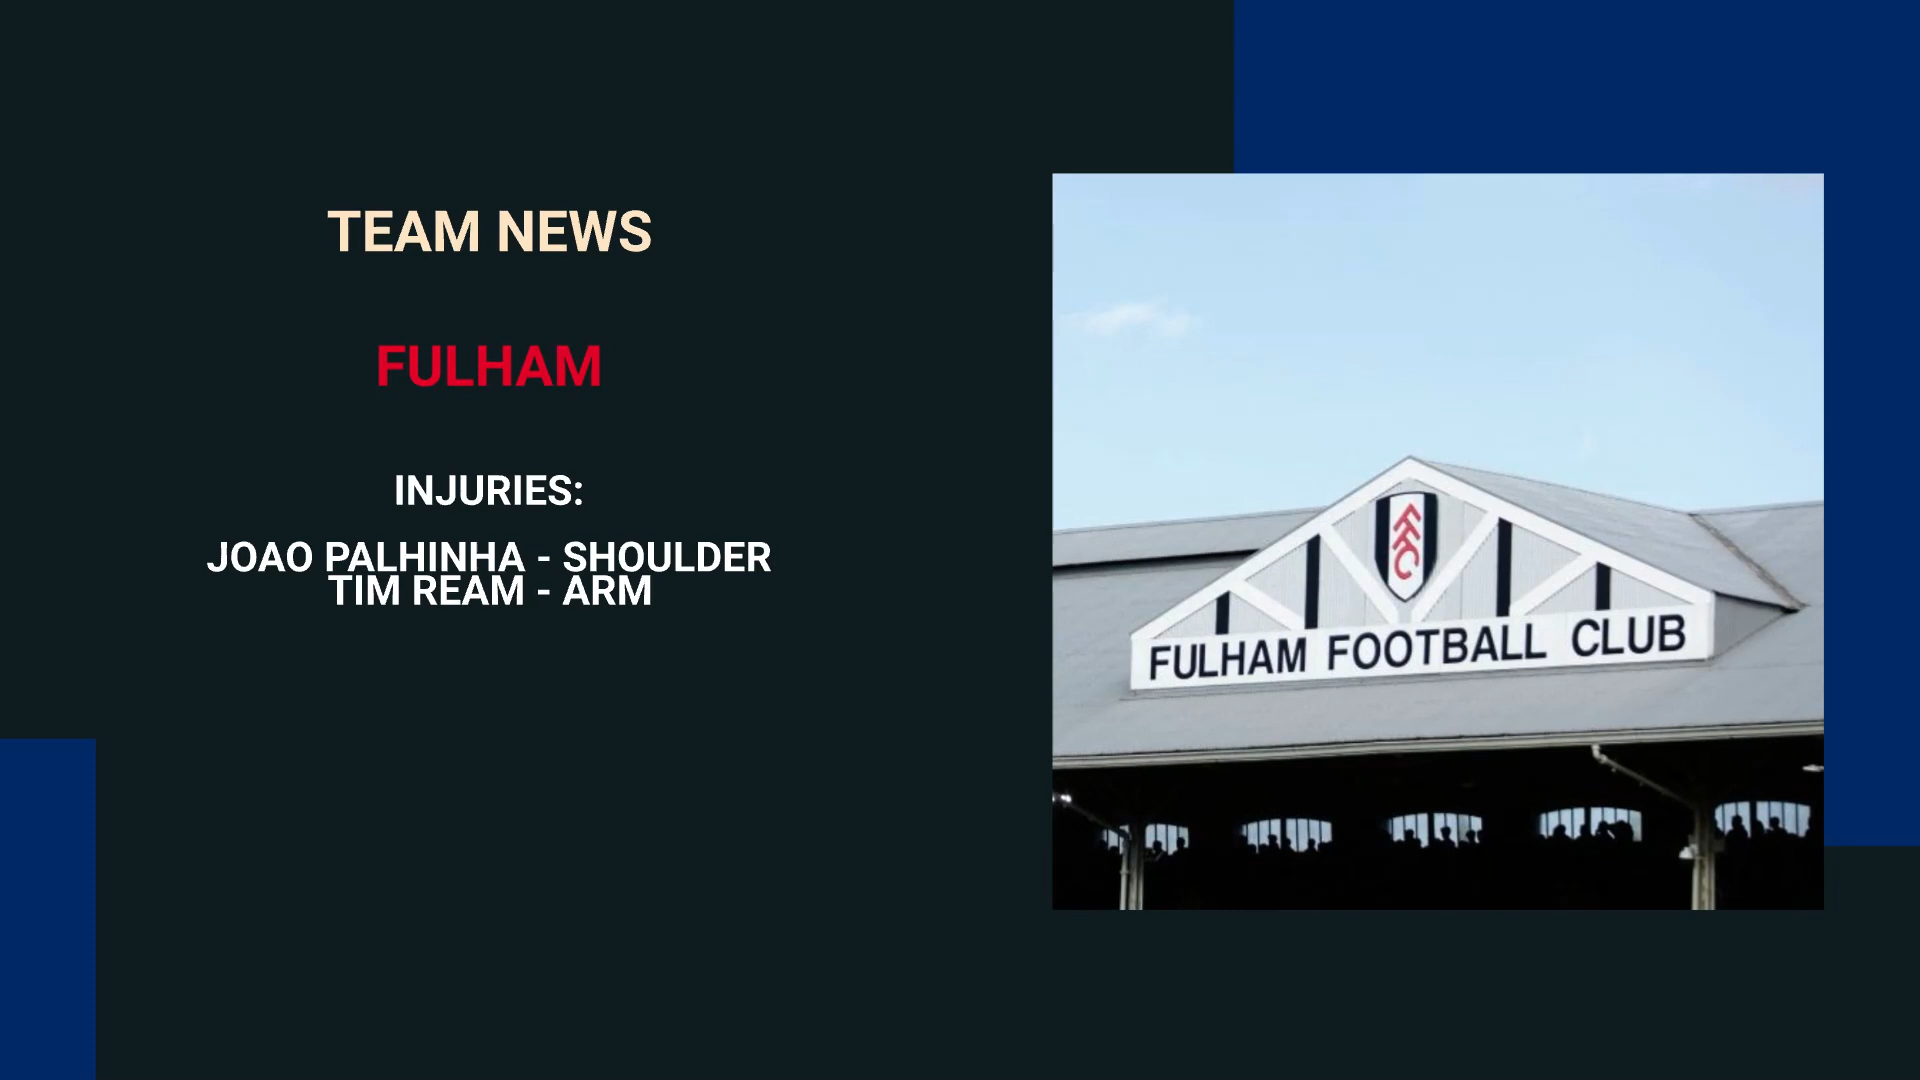 TEAM NEWS
FULHAM
INJURIES:
JOAO PALHINHA - SHOULDER
TIM REAM - ARM
FFC
FULHAM FOOTBALL CLUB